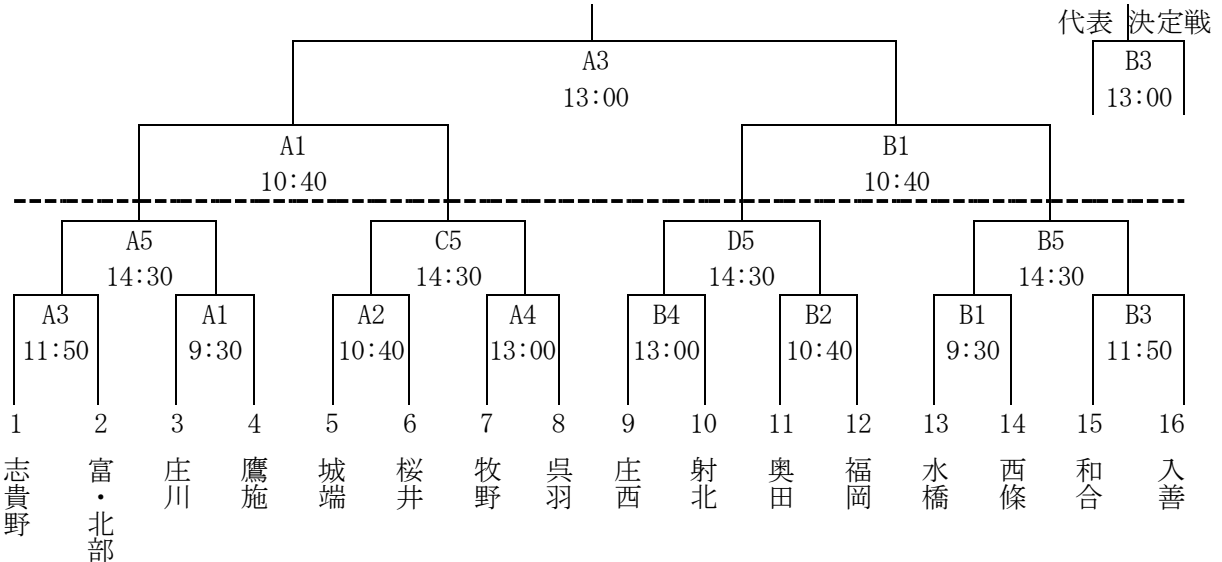 代表 決定戦
A3 B3
13:00 13:00
A1 B1
10:40 10:40
A5 C5 D5 B5
14:30 14:30 14:30 14:30
A3 A1 A2 A4 B4 B2 B1 B3
11:50 9:30 10:40 13:00 13:00 10:40 9:30 11:50
1 2 3 4 5 6 7 8 9 10 11 12 13 14 15 16
志貴野
富・北部
庄川
鷹施
城端
桜井
牧野
呉羽
庄西
射北
奥田
福岡
水橋
西條
和合
入善